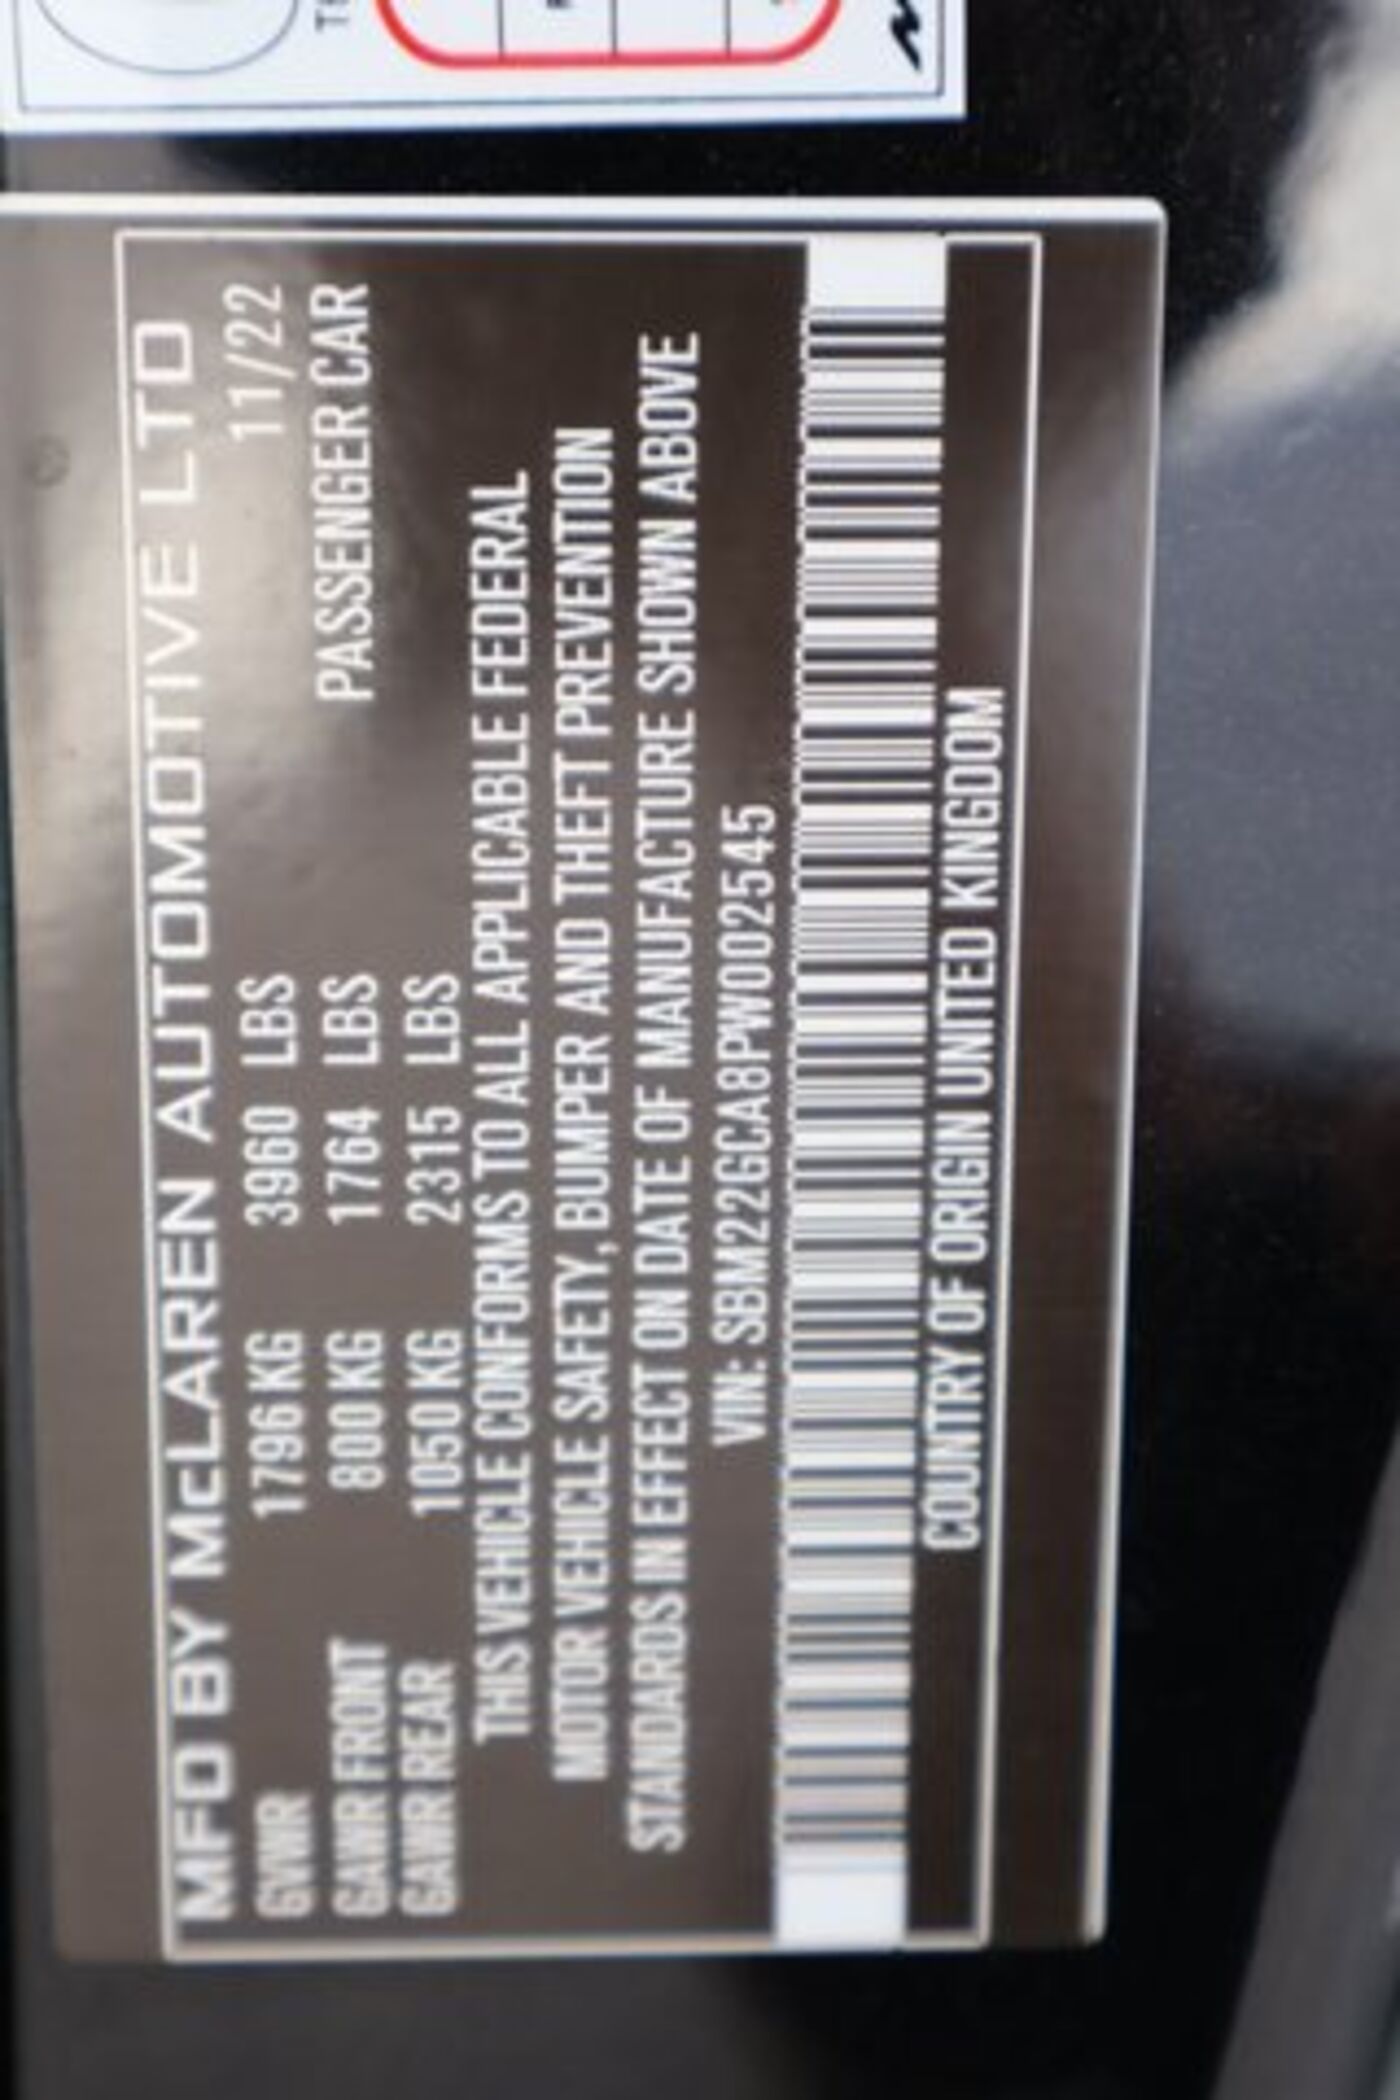 MFD BY McLAREN AUTOMOTIVE LTD
11/22
GVWR 1796 KG 3960 LBS
PASSENGER CAR
GAWR FRONT 800 KG 1764 LBS
GAWR REAR 1050 KG 2315 LBS
THIS VEHICLE CONFORMS TO ALL APPLICABLE FEDERAL
MOTOR VEHICLE SAFETY, BUMPER AND THEFT PREVENTION
STANDARDS IN EFFECT ON DATE OF MANUFACTURE SHOWN ABOVE
VIN: SBM22GCA8PW002545
COUNTRY OF ORIGIN UNITED KINGDOM